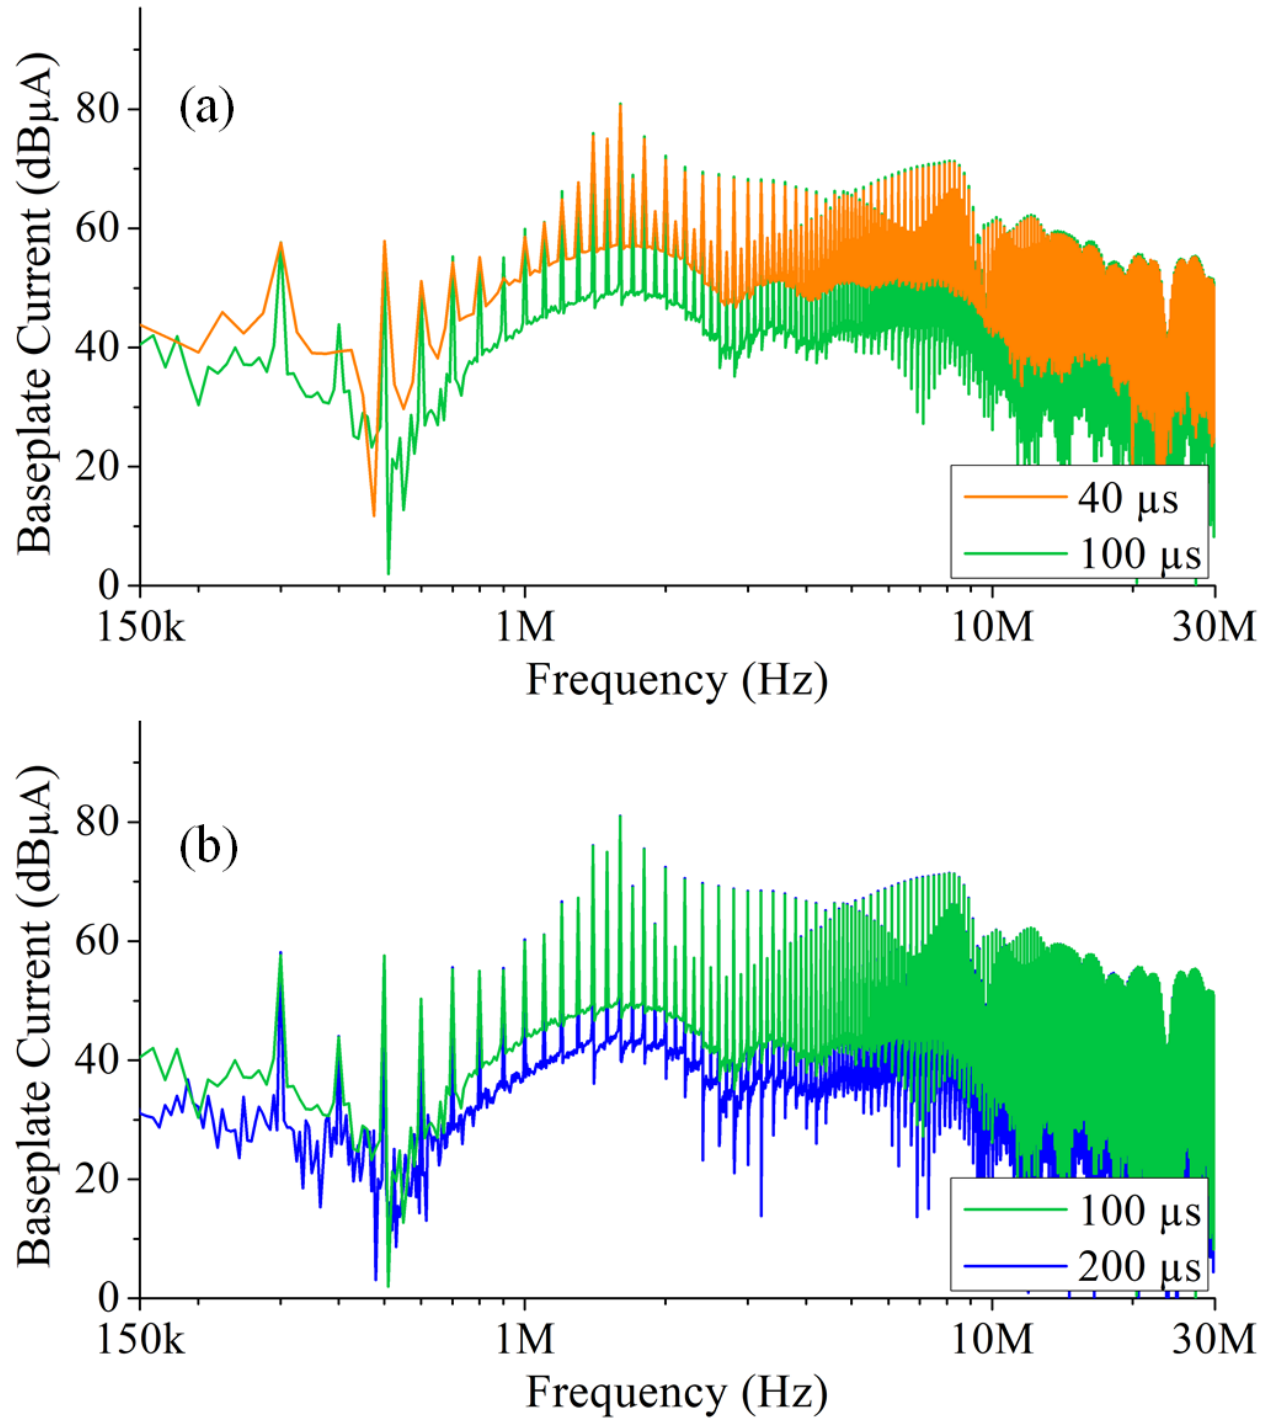 (a)
Baseplate Current (dBµA)
80
60
40
20
0
40 µs
100 µs
150k
1M
10M
30M
Frequency (Hz)
(b)
Baseplate Current (dBµA)
80
60
40
20
0
100 µs
200 µs
150k
1M
10M
30M
Frequency (Hz)